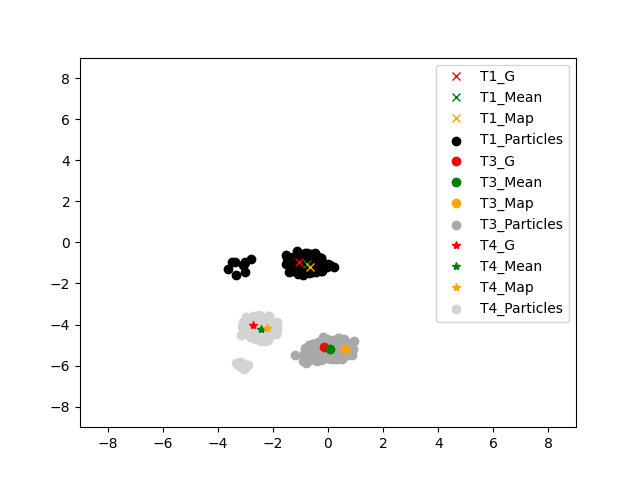 8
6
4
2
0
−2
−4
−6
−8
−8
−6
−4
−2
0
2
4
6
8
T1_G
T1_Mean
T1_Map
T1_Particles
T3_G
T3_Mean
T3_Map
T3_Particles
T4_G
T4_Mean
T4_Map
T4_Particles